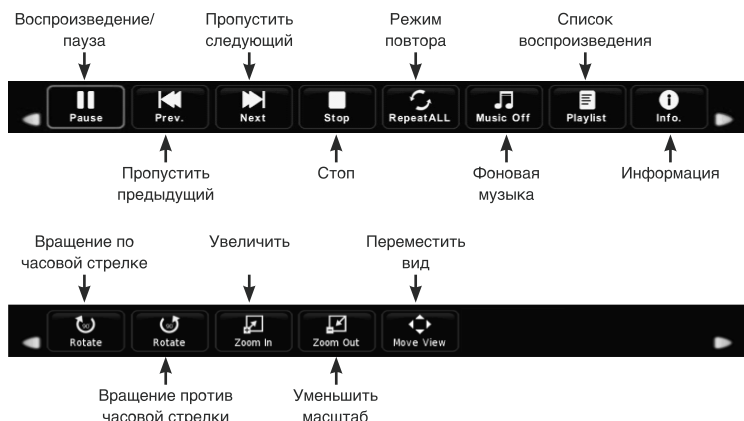 Воспроизведение/ Пропустить Режим Список
пауза следующий повтора воспроизведения
Pause Prev. Next Stop RepeatALL Music Off Playlist Info.
Пропустить Стоп Фоновая Информация
предыдущий музыка
Вращение по Увеличить Переместить
часовой стрелке вид
Rotate Rotate Zoom In Zoom Out Move View
Вращение против Уменьшить
часовой стрелки масштаб